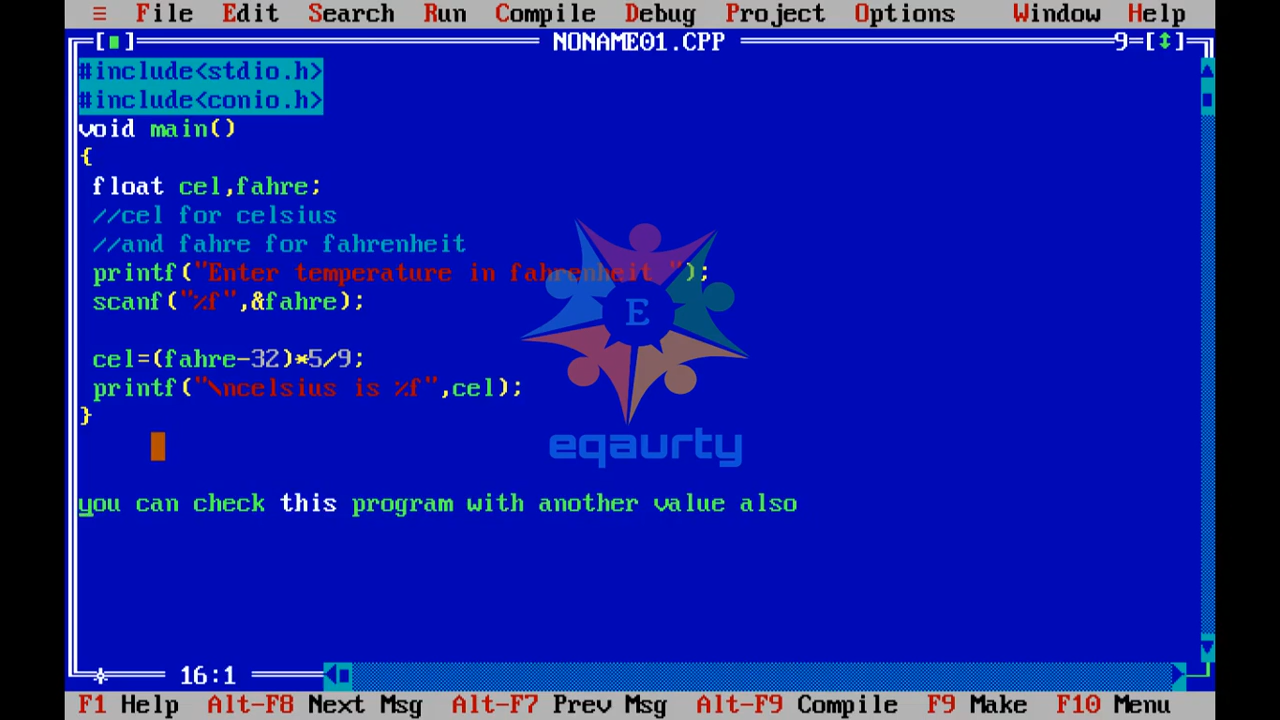 ≡ File Edit Search Run Compile Debug Project Options Window Help
NONAME01.CPP 9
#include<stdio.h>
#include<conio.h>
void main()
{
float cel,fahre;
//cel for celsius
//and fahre for fahrenheit
printf("Enter temperature in fahrenheit ");
scanf("%f",&fahre);
cel=(fahre-32)*5/9;
printf("\ncelsius is %f",cel);
}
E
eqaurty
you can check this program with another value also
16:1
F1 Help Alt-F8 Next Msg Alt-F7 Prev Msg Alt-F9 Compile F9 Make F10 Menu